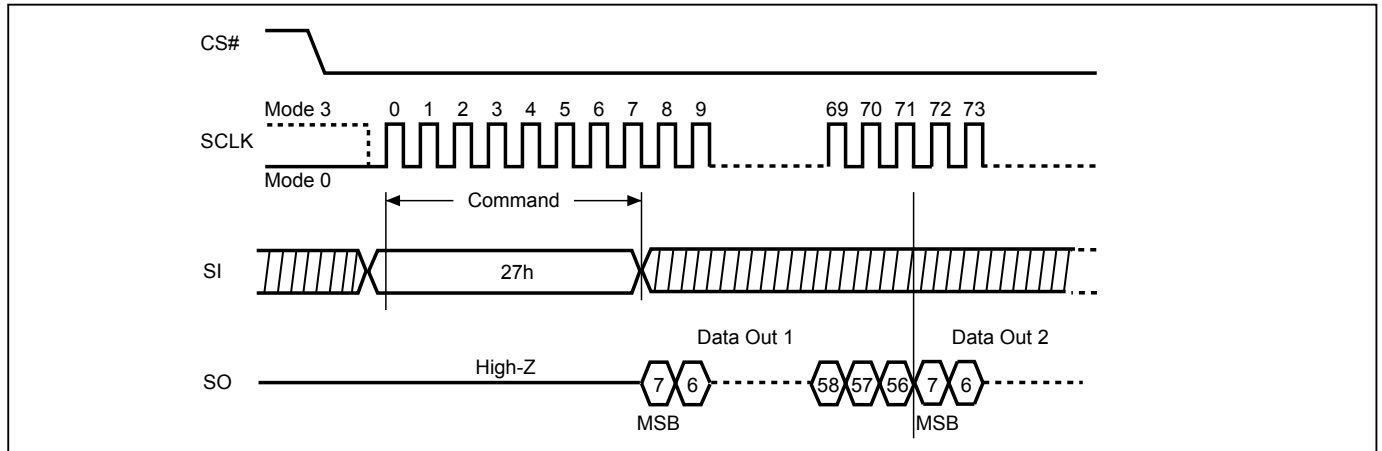 CS#
Mode 3 0 1 2 3 4 5 6 7 8 9 69 70 71 72 73
SCLK
Mode 0
Command
SI 27h
Data Out 1 Data Out 2
High-Z
SO 7 6 58 57 56 7 6
MSB MSB